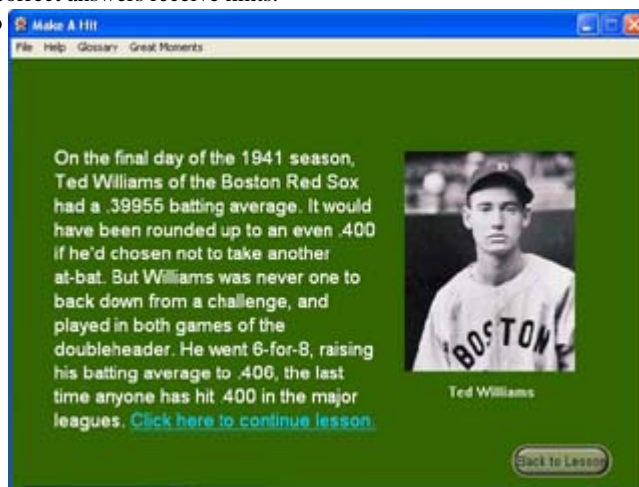 correct answers receive hints.
Make A Hit
File Help Glossary Great Moments
On the final day of the 1941 season,
Ted Williams of the Boston Red Sox
had a .39955 batting average. It would
have been rounded up to an even .400
if he'd chosen not to take another
at-bat. But Williams was never one to
back down from a challenge, and
played in both games of the
doubleheader. He went 6-for-8, raising
his batting average to .406, the last
time anyone has hit .400 in the major
leagues. Click here to continue lesson.
BOSTON
Ted Williams
Back to Lesson